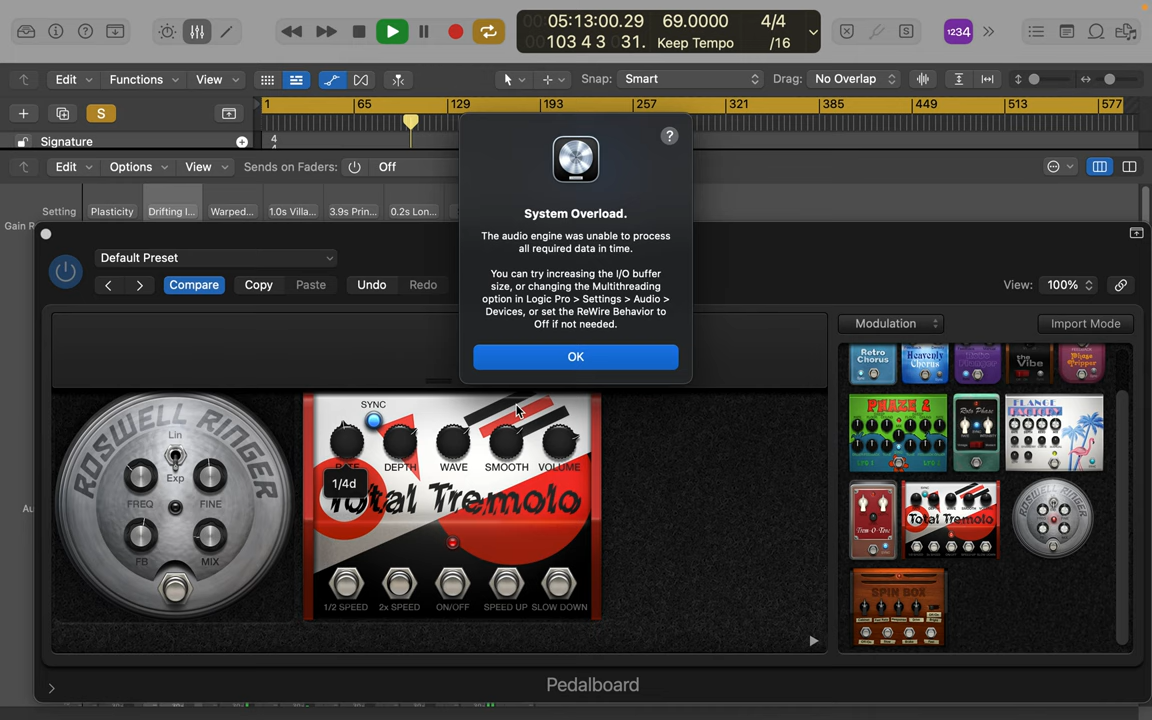 05:13:00.29
69.0000
4/4
103 4 3 31.
Keep Tempo
/16
1234
Edit
Functions
View
Snap:
Smart
Drag:
No Overlap
S
1
65
129
193
257
321
385
449
513
577
Signature
4
4
Edit
Options
View
Sends on Faders:
Off
Setting
Plasticity
Drifting I...
Warped...
1.0s Villa...
3.9s Prin...
0.2s Lon...
Gain R
System Overload.
The audio engine was unable to process
all required data in time.
You can try increasing the I/O buffer
size, or changing the Multithreading
option in Logic Pro > Settings > Audio >
Devices, or set the ReWire Behavior to
Off if not needed.
OK
Default Preset
Compare
Copy
Paste
Undo
Redo
View:
100%
Modulation
Import Mode
Au
ROSWELL RINGER
Lin
Exp
FREQ
FINE
FB
MIX
SYNC
DEPTH
WAVE
SMOOTH
VOLUME
1/4d
Total Tremolo
1/2 SPEED
2x SPEED
ON/OFF
SPEED UP
SLOW DOWN
Retro
Chorus
Heavenly
Chorus
the
Vibe
PHAZE 2
Retro Phase
FLANGE
FACTORY
Total Tremolo
SPIN BOX
Pedalboard